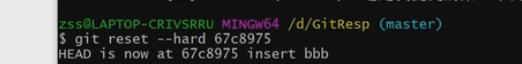 zss@LAPTOP-CRIVSRRU MINGW64 /d/GitResp (master)
$ git reset --hard 67c8975
HEAD is now at 67c8975 insert bbb